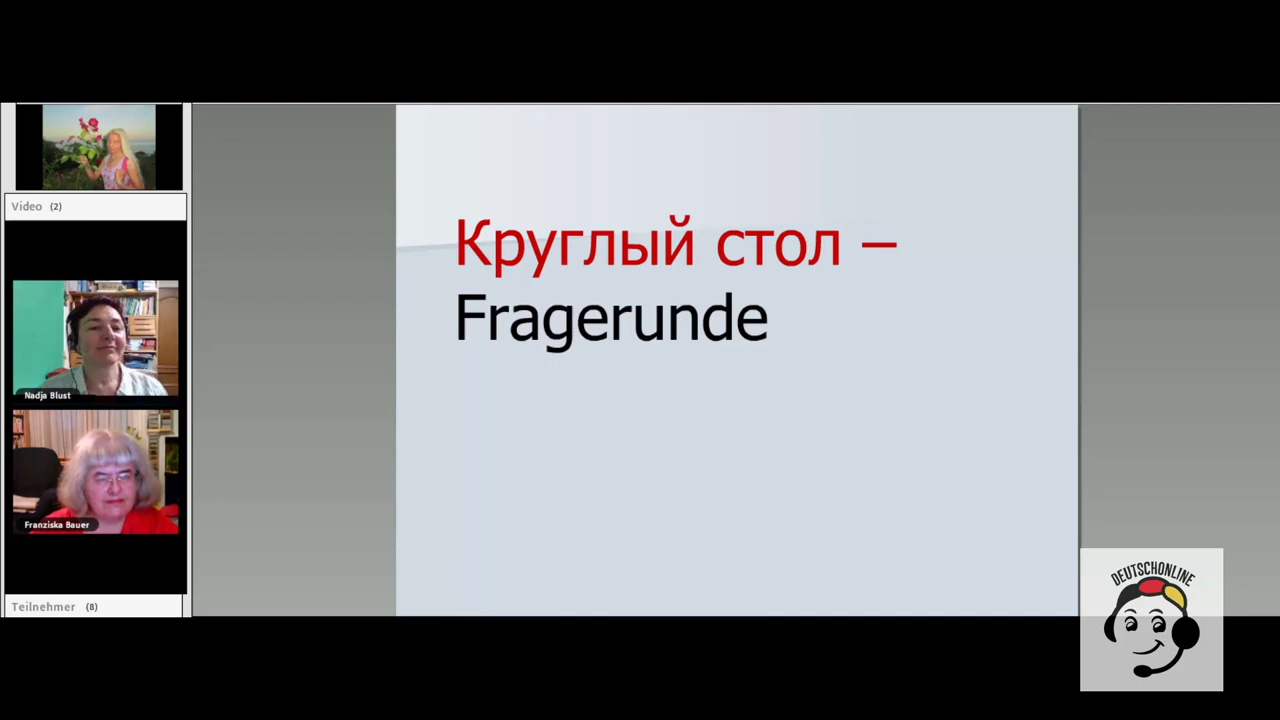 Video (2)
Nadja Blust
Franziska Bauer
Teilnehmer (8)
Круглый стол –
Fragerunde
DEUTSCHONLINE